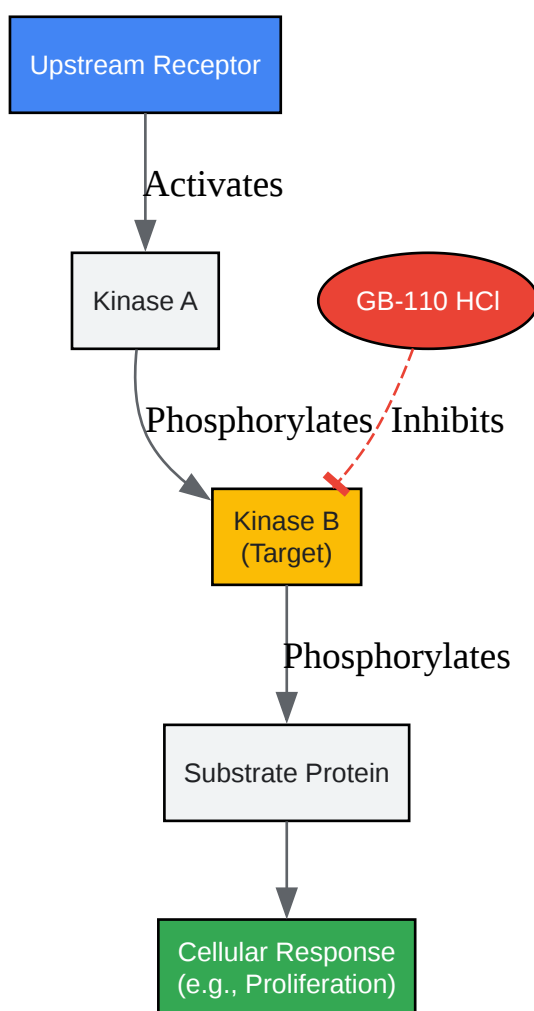 Upstream Receptor
Activates
Kinase A
GB-110 HCl
Phosphorylates
Inhibits
Kinase B
(Target)
Phosphorylates
Substrate Protein
Cellular Response
(e.g., Proliferation)